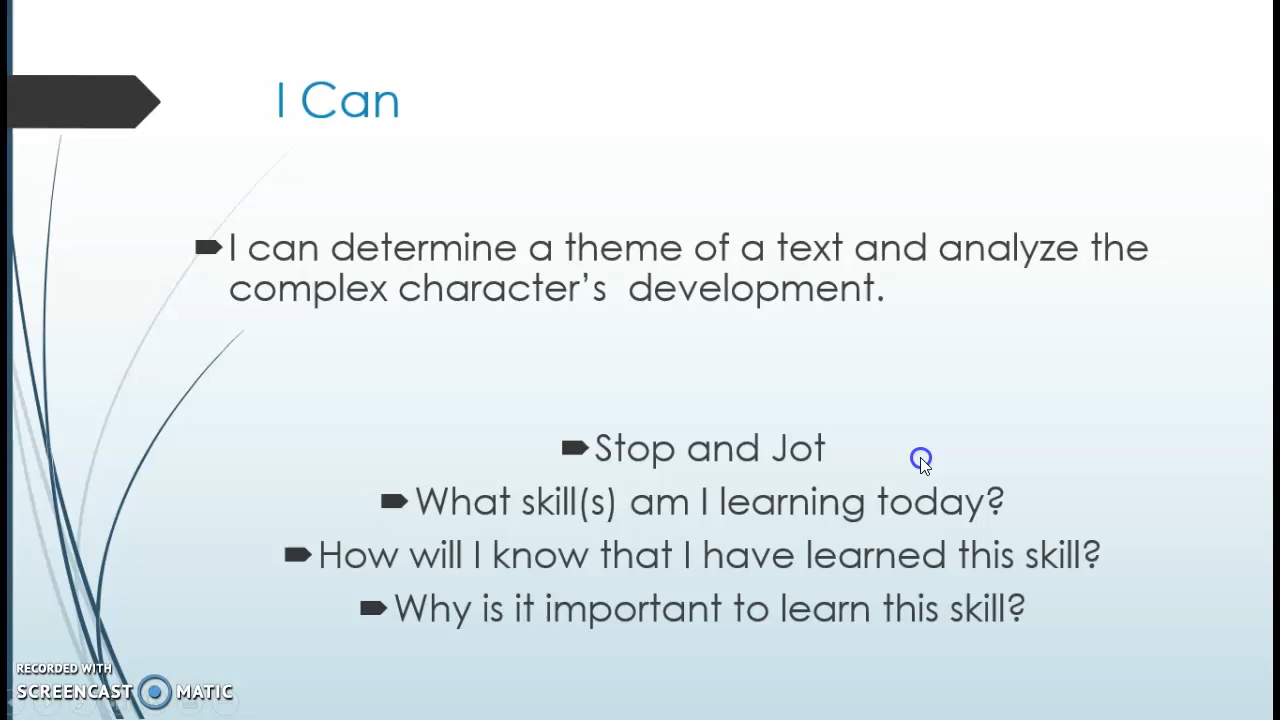 I Can
I can determine a theme of a text and analyze the
complex character’s  development.
Stop and Jot
What skill(s) am I learning today?
How will I know that I have learned this skill?
Why is it important to learn this skill?
RECORDED WITH
SCREENCAST MATIC